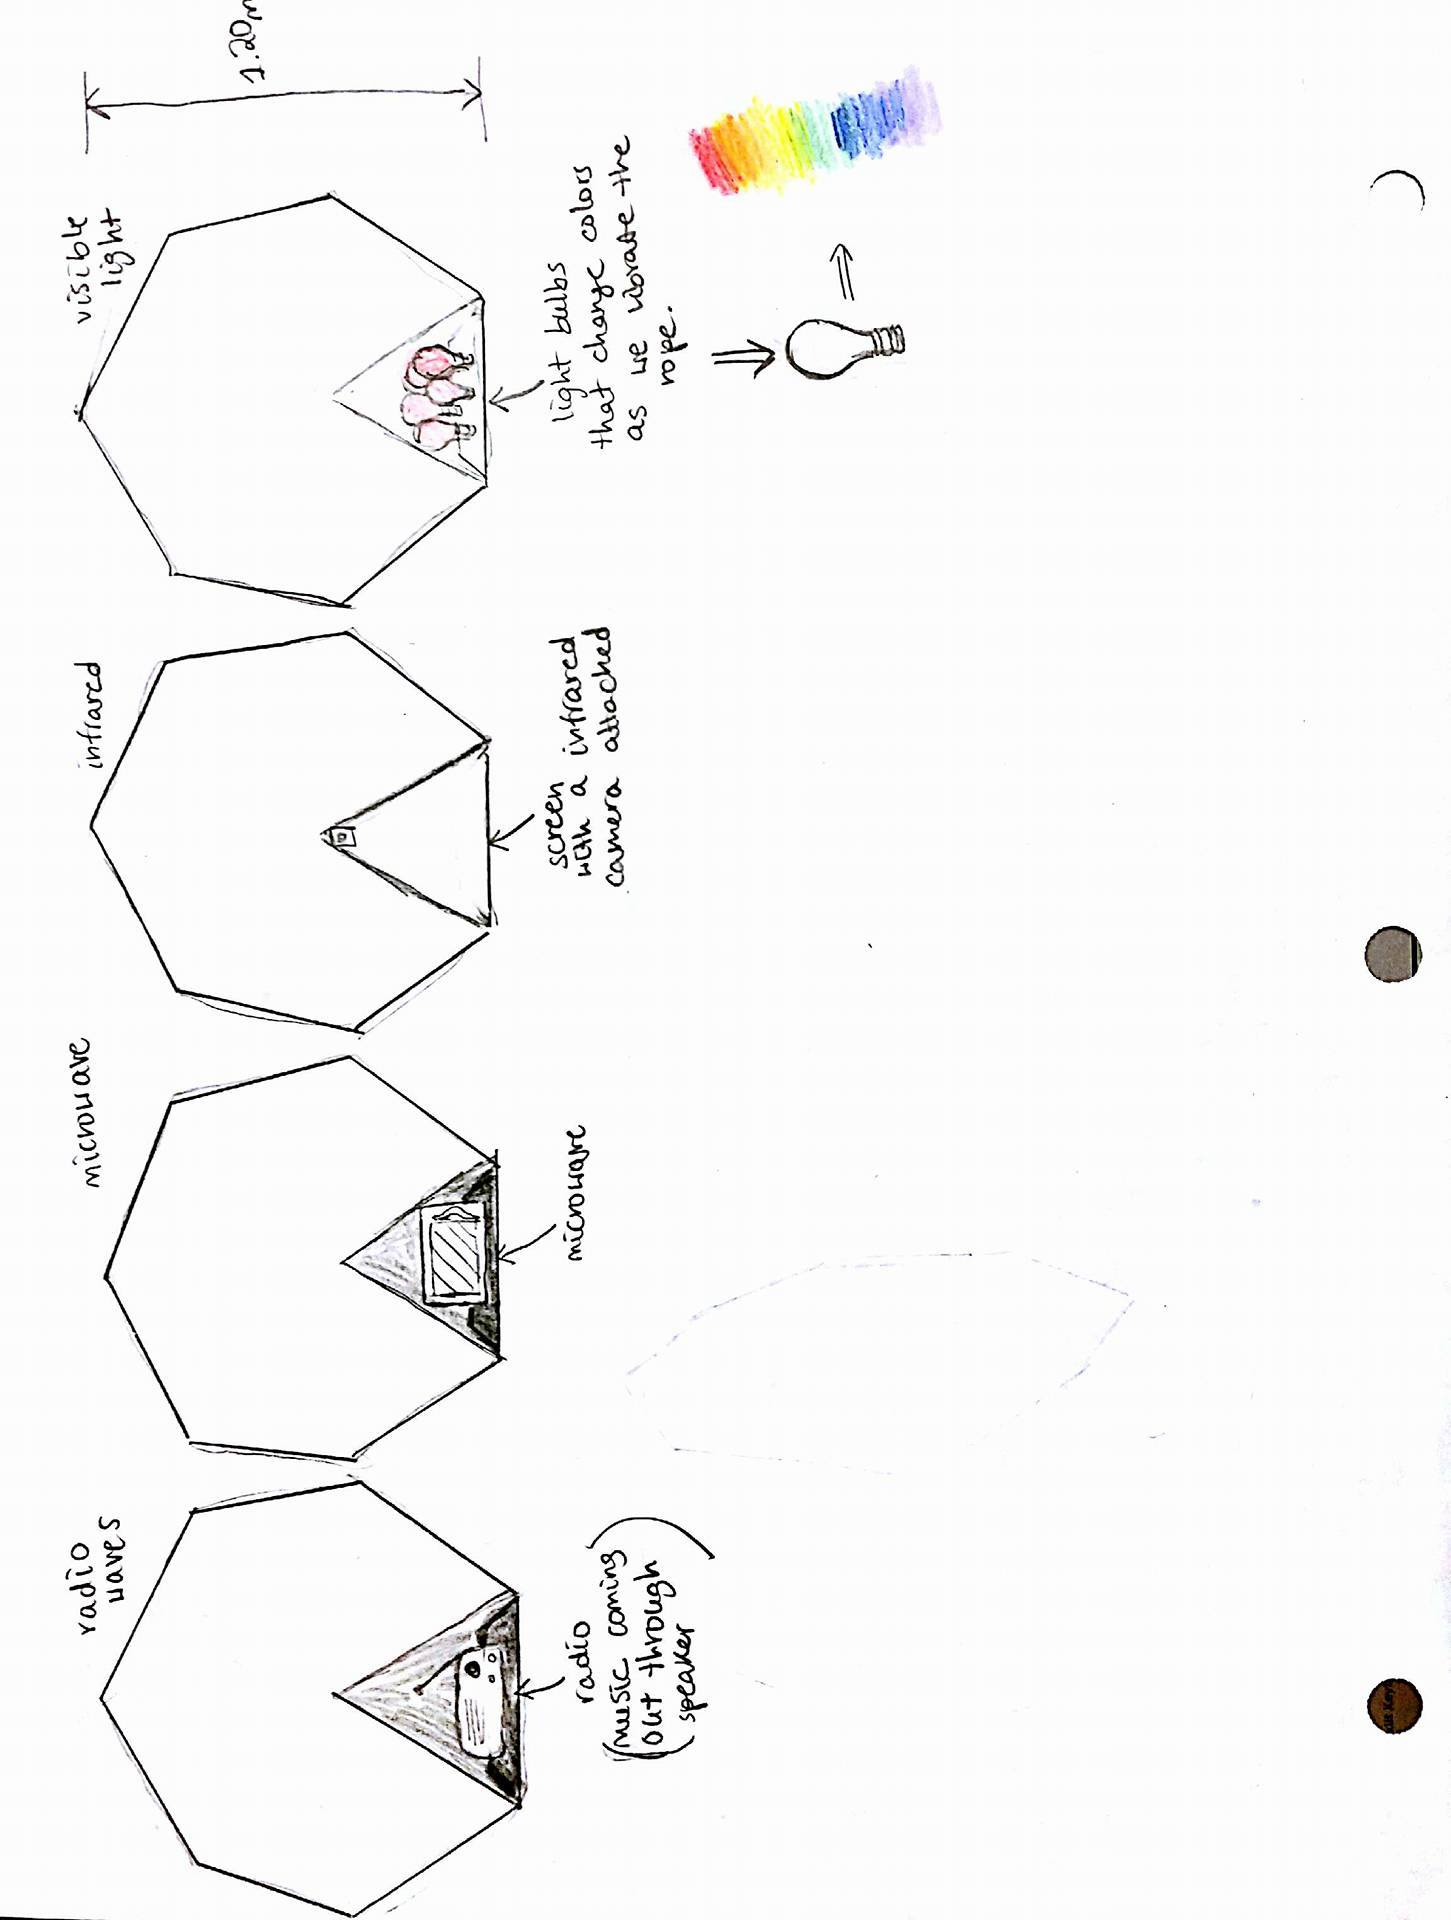 radio
waves
microwave
infrared
visible
light
1.20m
radio
(music coming
out through
speaker)
microwave
screen
with a infrared
camera attached
light bulbs
that change colors
as we vibrate the
rope.